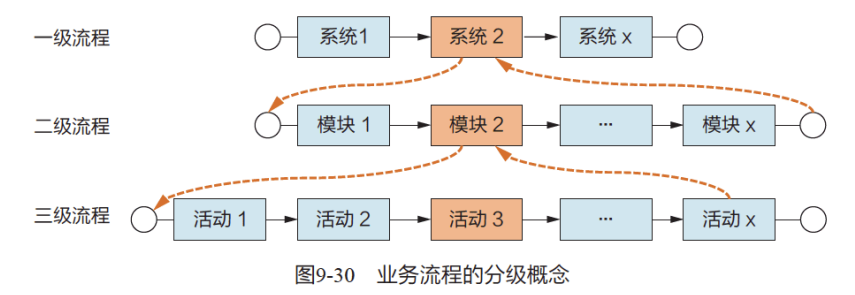 一级流程 系统1 系统 2 系统 x
二级流程 模块 1 模块 2 ··· 模块 x
三级流程 活动 1 活动 2 活动 3 ··· 活动 x
图9-30 业务流程的分级概念